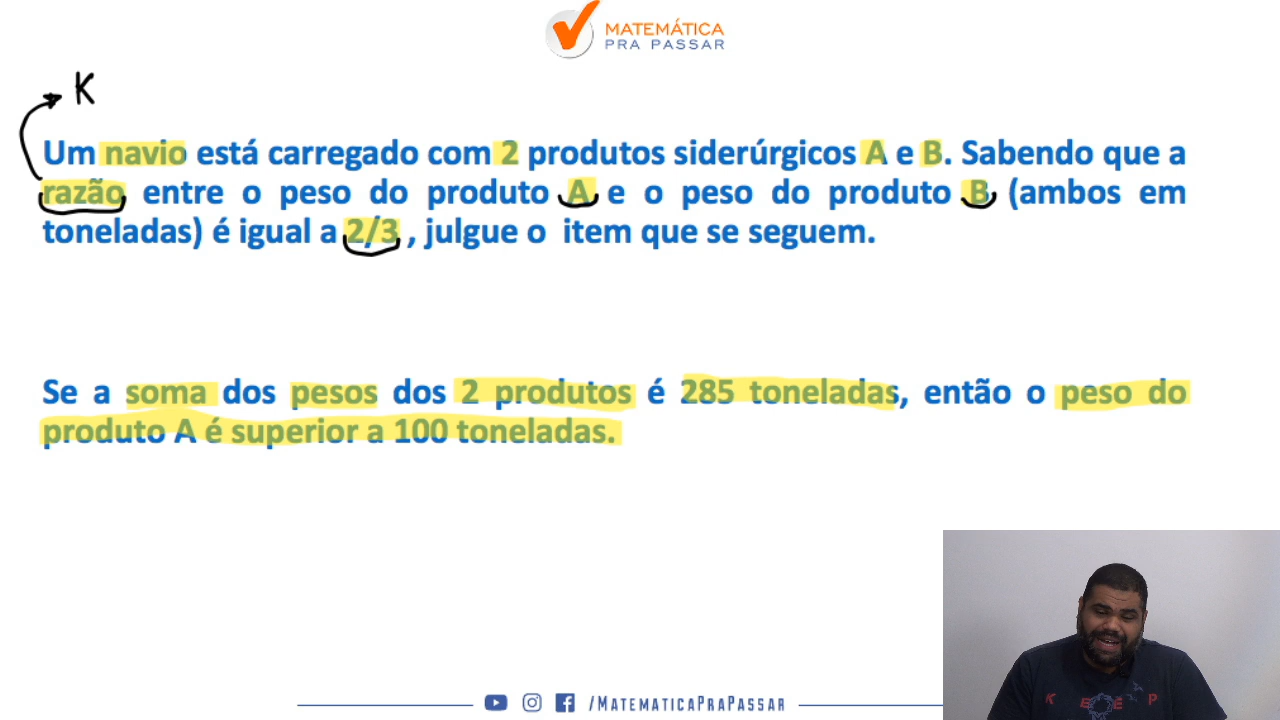 MATEMÁTICA
PRA PASSAR
K
Um navio está carregado com 2 produtos siderúrgicos A e B. Sabendo que a
razão entre o peso do produto A e o peso do produto B (ambos em
toneladas) é igual a 2/3 , julgue o item que se seguem.
Se a soma dos pesos dos 2 produtos é 285 toneladas, então o peso do
produto A é superior a 100 toneladas.
K E E P
/MATEMATICAPRAPASSAR